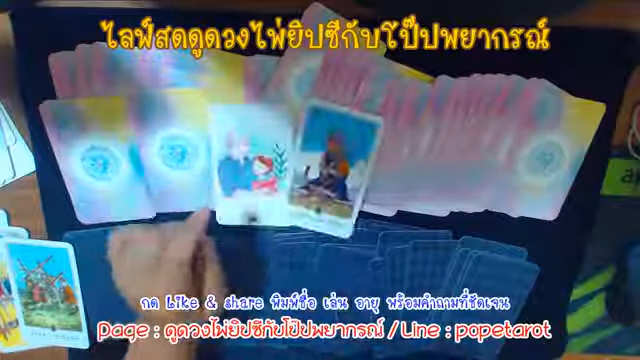 ไลฟ์สดดูดวงไพ่ยิปซีกับโป๊ปพยากรณ์
กด Like & share พิมพ์ชื่อ เล่น อายุ พร้อมคำถามที่ชัดเจน
Page : ดูดวงไพ่ยิปซีกับโป๊ปพยากรณ์ / Line : popetarot